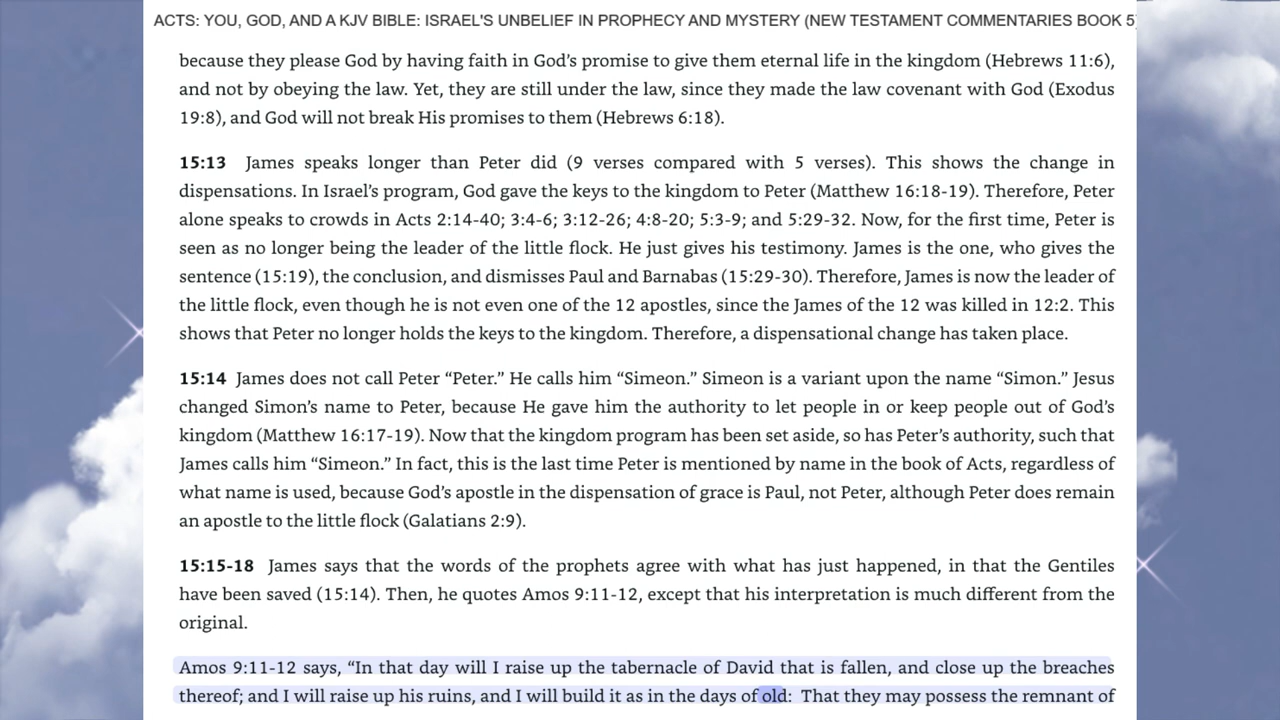 ACTS: YOU, GOD, AND A KJV BIBLE: ISRAEL'S UNBELIEF IN PROPHECY AND MYSTERY (NEW TESTAMENT COMMENTARIES BOOK 5)
because they please God by having faith in God's promise to give them eternal life in the kingdom (Hebrews 11:6),
and not by obeying the law. Yet, they are still under the law, since they made the law covenant with God (Exodus
19:8), and God will not break His promises to them (Hebrews 6:18).
15:13 James speaks longer than Peter did (9 verses compared with 5 verses). This shows the change in
dispensations. In Israel's program, God gave the keys to the kingdom to Peter (Matthew 16:18-19). Therefore, Peter
alone speaks to crowds in Acts 2:14-40; 3:4-6; 3:12-26; 4:8-20; 5:3-9; and 5:29-32. Now, for the first time, Peter is
seen as no longer being the leader of the little flock. He just gives his testimony. James is the one, who gives the
sentence (15:19), the conclusion, and dismisses Paul and Barnabas (15:29-30). Therefore, James is now the leader of
the little flock, even though he is not even one of the 12 apostles, since the James of the 12 was killed in 12:2. This
shows that Peter no longer holds the keys to the kingdom. Therefore, a dispensational change has taken place.
15:14 James does not call Peter “Peter.” He calls him “Simeon.” Simeon is a variant upon the name “Simon.” Jesus
changed Simon's name to Peter, because He gave him the authority to let people in or keep people out of God's
kingdom (Matthew 16:17-19). Now that the kingdom program has been set aside, so has Peter's authority, such that
James calls him “Simeon.” In fact, this is the last time Peter is mentioned by name in the book of Acts, regardless of
what name is used, because God's apostle in the dispensation of grace is Paul, not Peter, although Peter does remain
an apostle to the little flock (Galatians 2:9).
15:15-18 James says that the words of the prophets agree with what has just happened, in that the Gentiles
have been saved (15:14). Then, he quotes Amos 9:11-12, except that his interpretation is much different from the
original.
Amos 9:11-12 says, “In that day will I raise up the tabernacle of David that is fallen, and close up the breaches
thereof; and I will raise up his ruins, and I will build it as in the days of old: That they may possess the remnant of